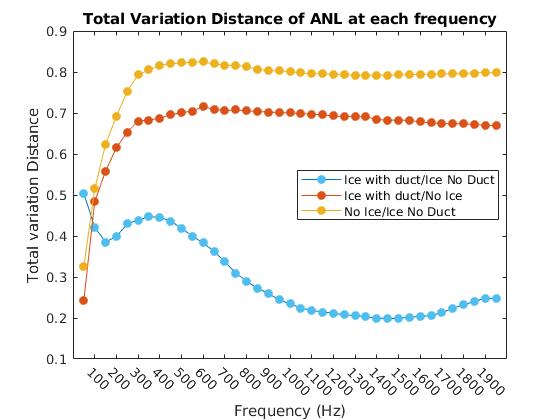 Total Variation Distance of ANL at each frequency
Total variation Distance
0.9
0.8
0.7
0.6
0.5
0.4
0.3
0.2
0.1
Ice with duct/Ice No Duct
Ice with duct/No Ice
No Ice/Ice No Duct
100 200 300 400 500 600 700 800 900 1000 1100 1200 1300 1400 1500 1600 1700 1800 1900
Frequency (Hz)